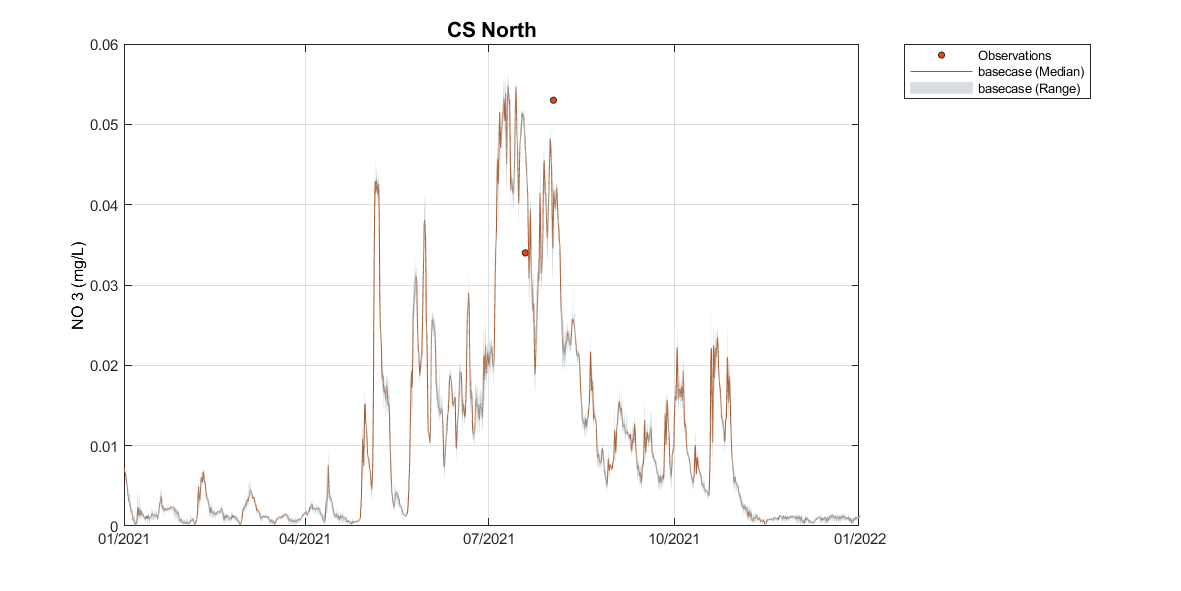 CS North
0.06
0.05
0.04
0.03
0.02
0.01
0
NO 3 (mg/L)
01/2021
04/2021
07/2021
10/2021
01/2022
Observations
basecase (Median)
basecase (Range)